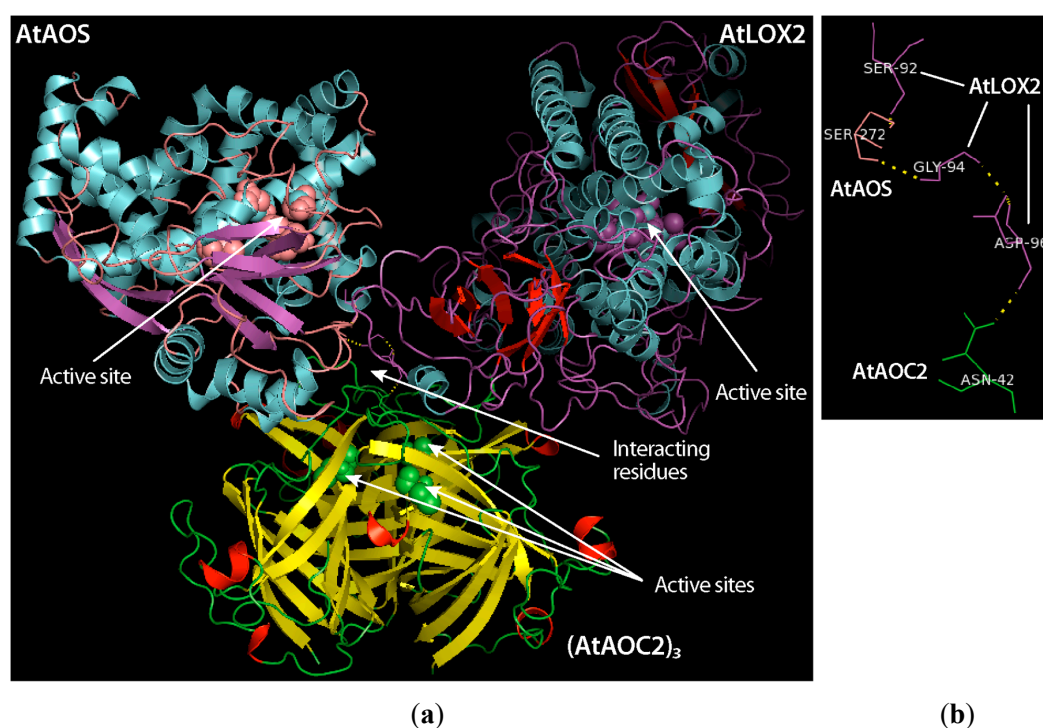 AtAOS
AtLOX2
Active site
Active site
Interacting
residues
Active sites
(AtAOC2)₃
SER-92
AtLOX2
SER-272
GLY-94
AtAOS
ASP-96
AtAOC2
ASN-42
(a)
(b)